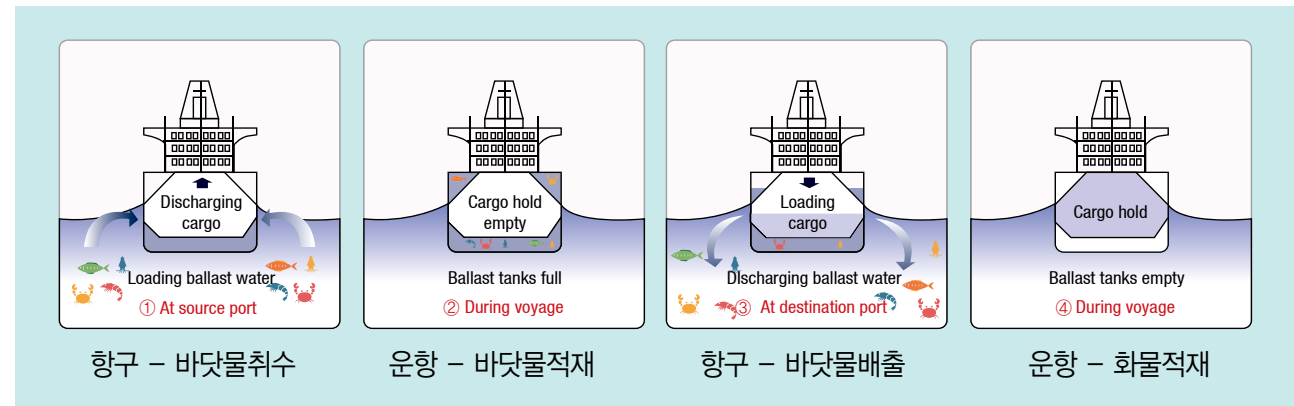 Discharging
cargo
Loading ballast water
① At source port
항구 – 바닷물취수
Cargo hold
empty
Ballast tanks full
② During voyage
운항 – 바닷물적재
Loading
cargo
Discharging ballast water
③ At destination port
항구 – 바닷물배출
Cargo hold
Ballast tanks empty
④ During voyage
운항 – 화물적재